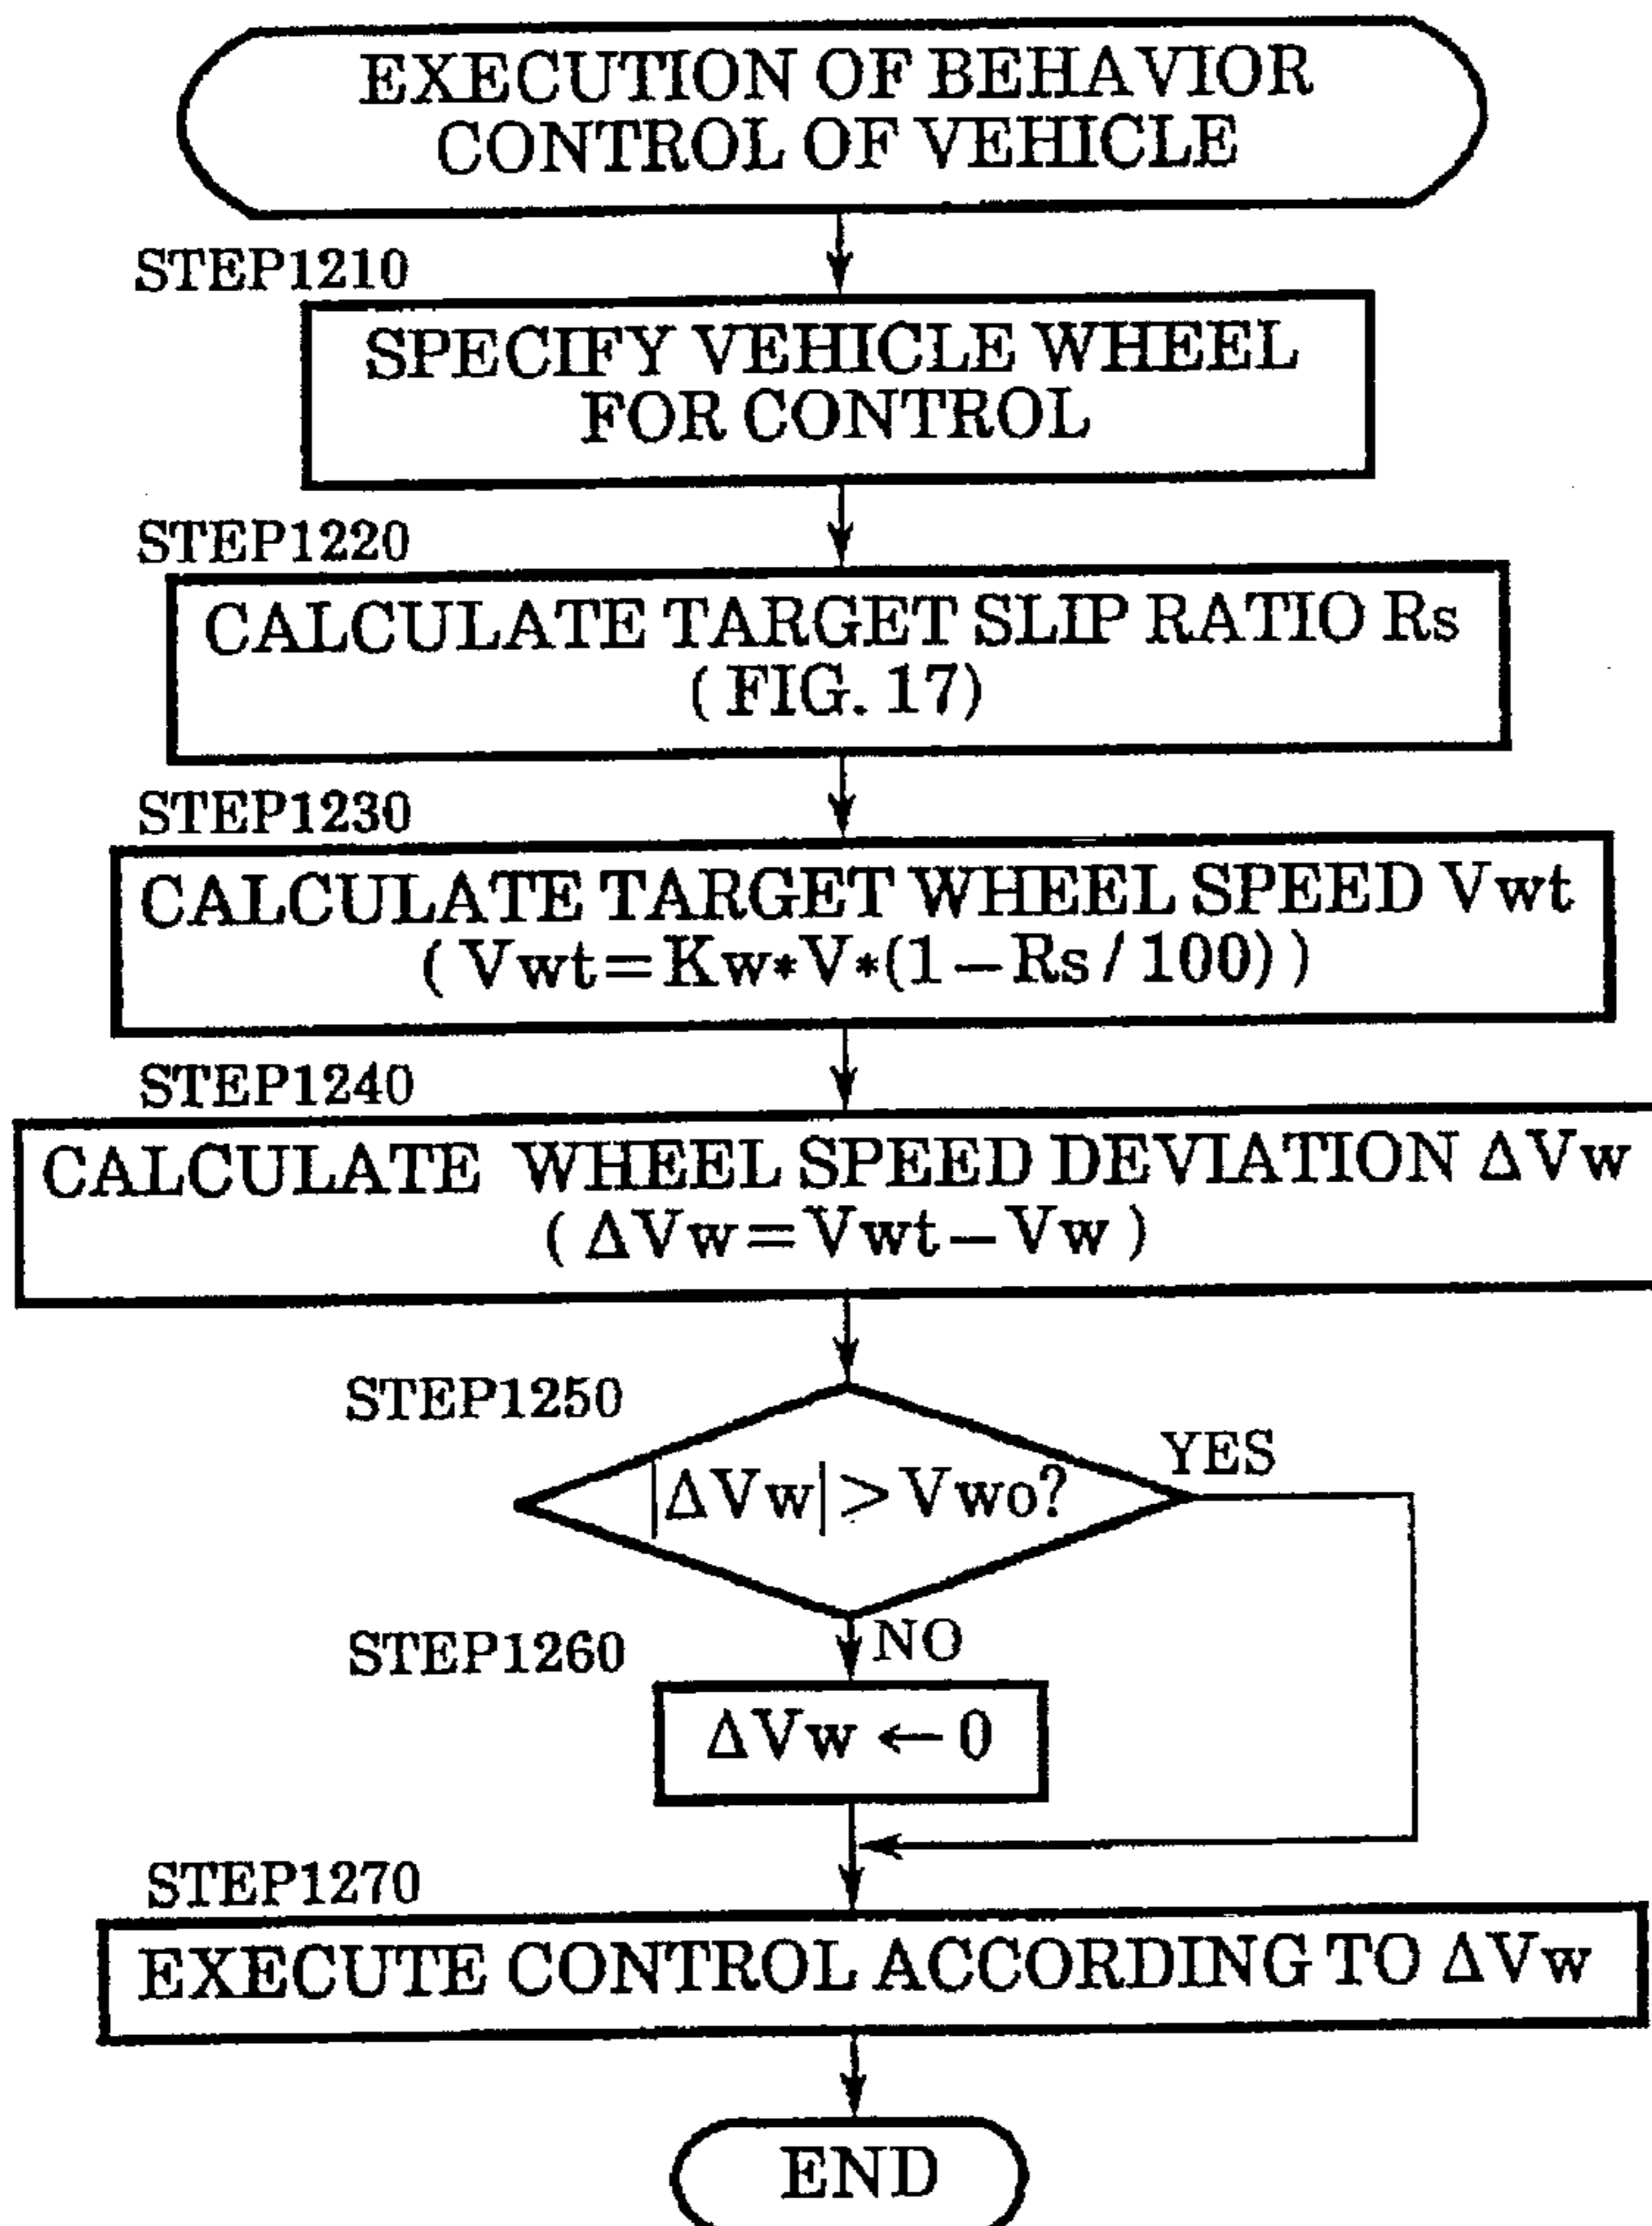 EXECUTION OF BEHAVIOR
CONTROL OF VEHICLE
STEP1210
SPECIFY VEHICLE WHEEL
FOR CONTROL
STEP1220
CALCULATE TARGET SLIP RATIO Rs
(FIG. 17)
STEP1230
CALCULATE TARGET WHEEL SPEED Vwt
(Vwt=Kw*V*(1-Rs/100))
STEP1240
CALCULATE WHEEL SPEED DEVIATION ΔVw
(ΔVw=Vwt-Vw)
STEP1250
|ΔVw|>Vwo?
YES
NO
STEP1260
ΔVw←0
STEP1270
EXECUTE CONTROL ACCORDING TO ΔVw
END